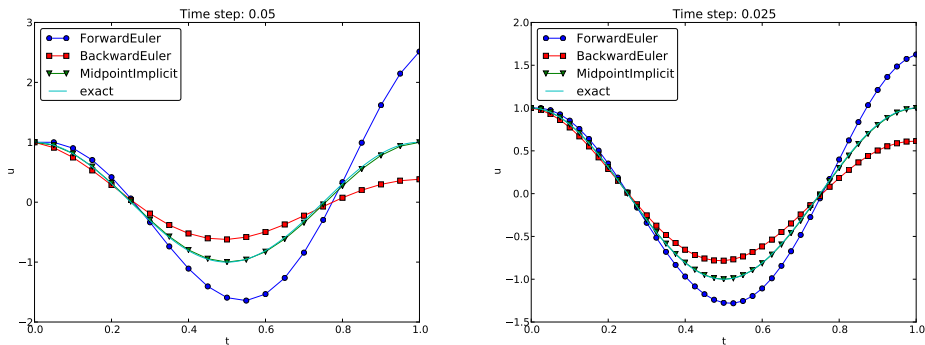 Time step: 0.05
3
2
1
0
−1
−2
u
ForwardEuler
BackwardEuler
MidpointImplicit
exact
0.0
0.2
0.4
0.6
0.8
1.0
t
Time step: 0.025
2.0
1.5
1.0
0.5
0.0
−0.5
−1.0
−1.5
u
ForwardEuler
BackwardEuler
MidpointImplicit
exact
0.0
0.2
0.4
0.6
0.8
1.0
t